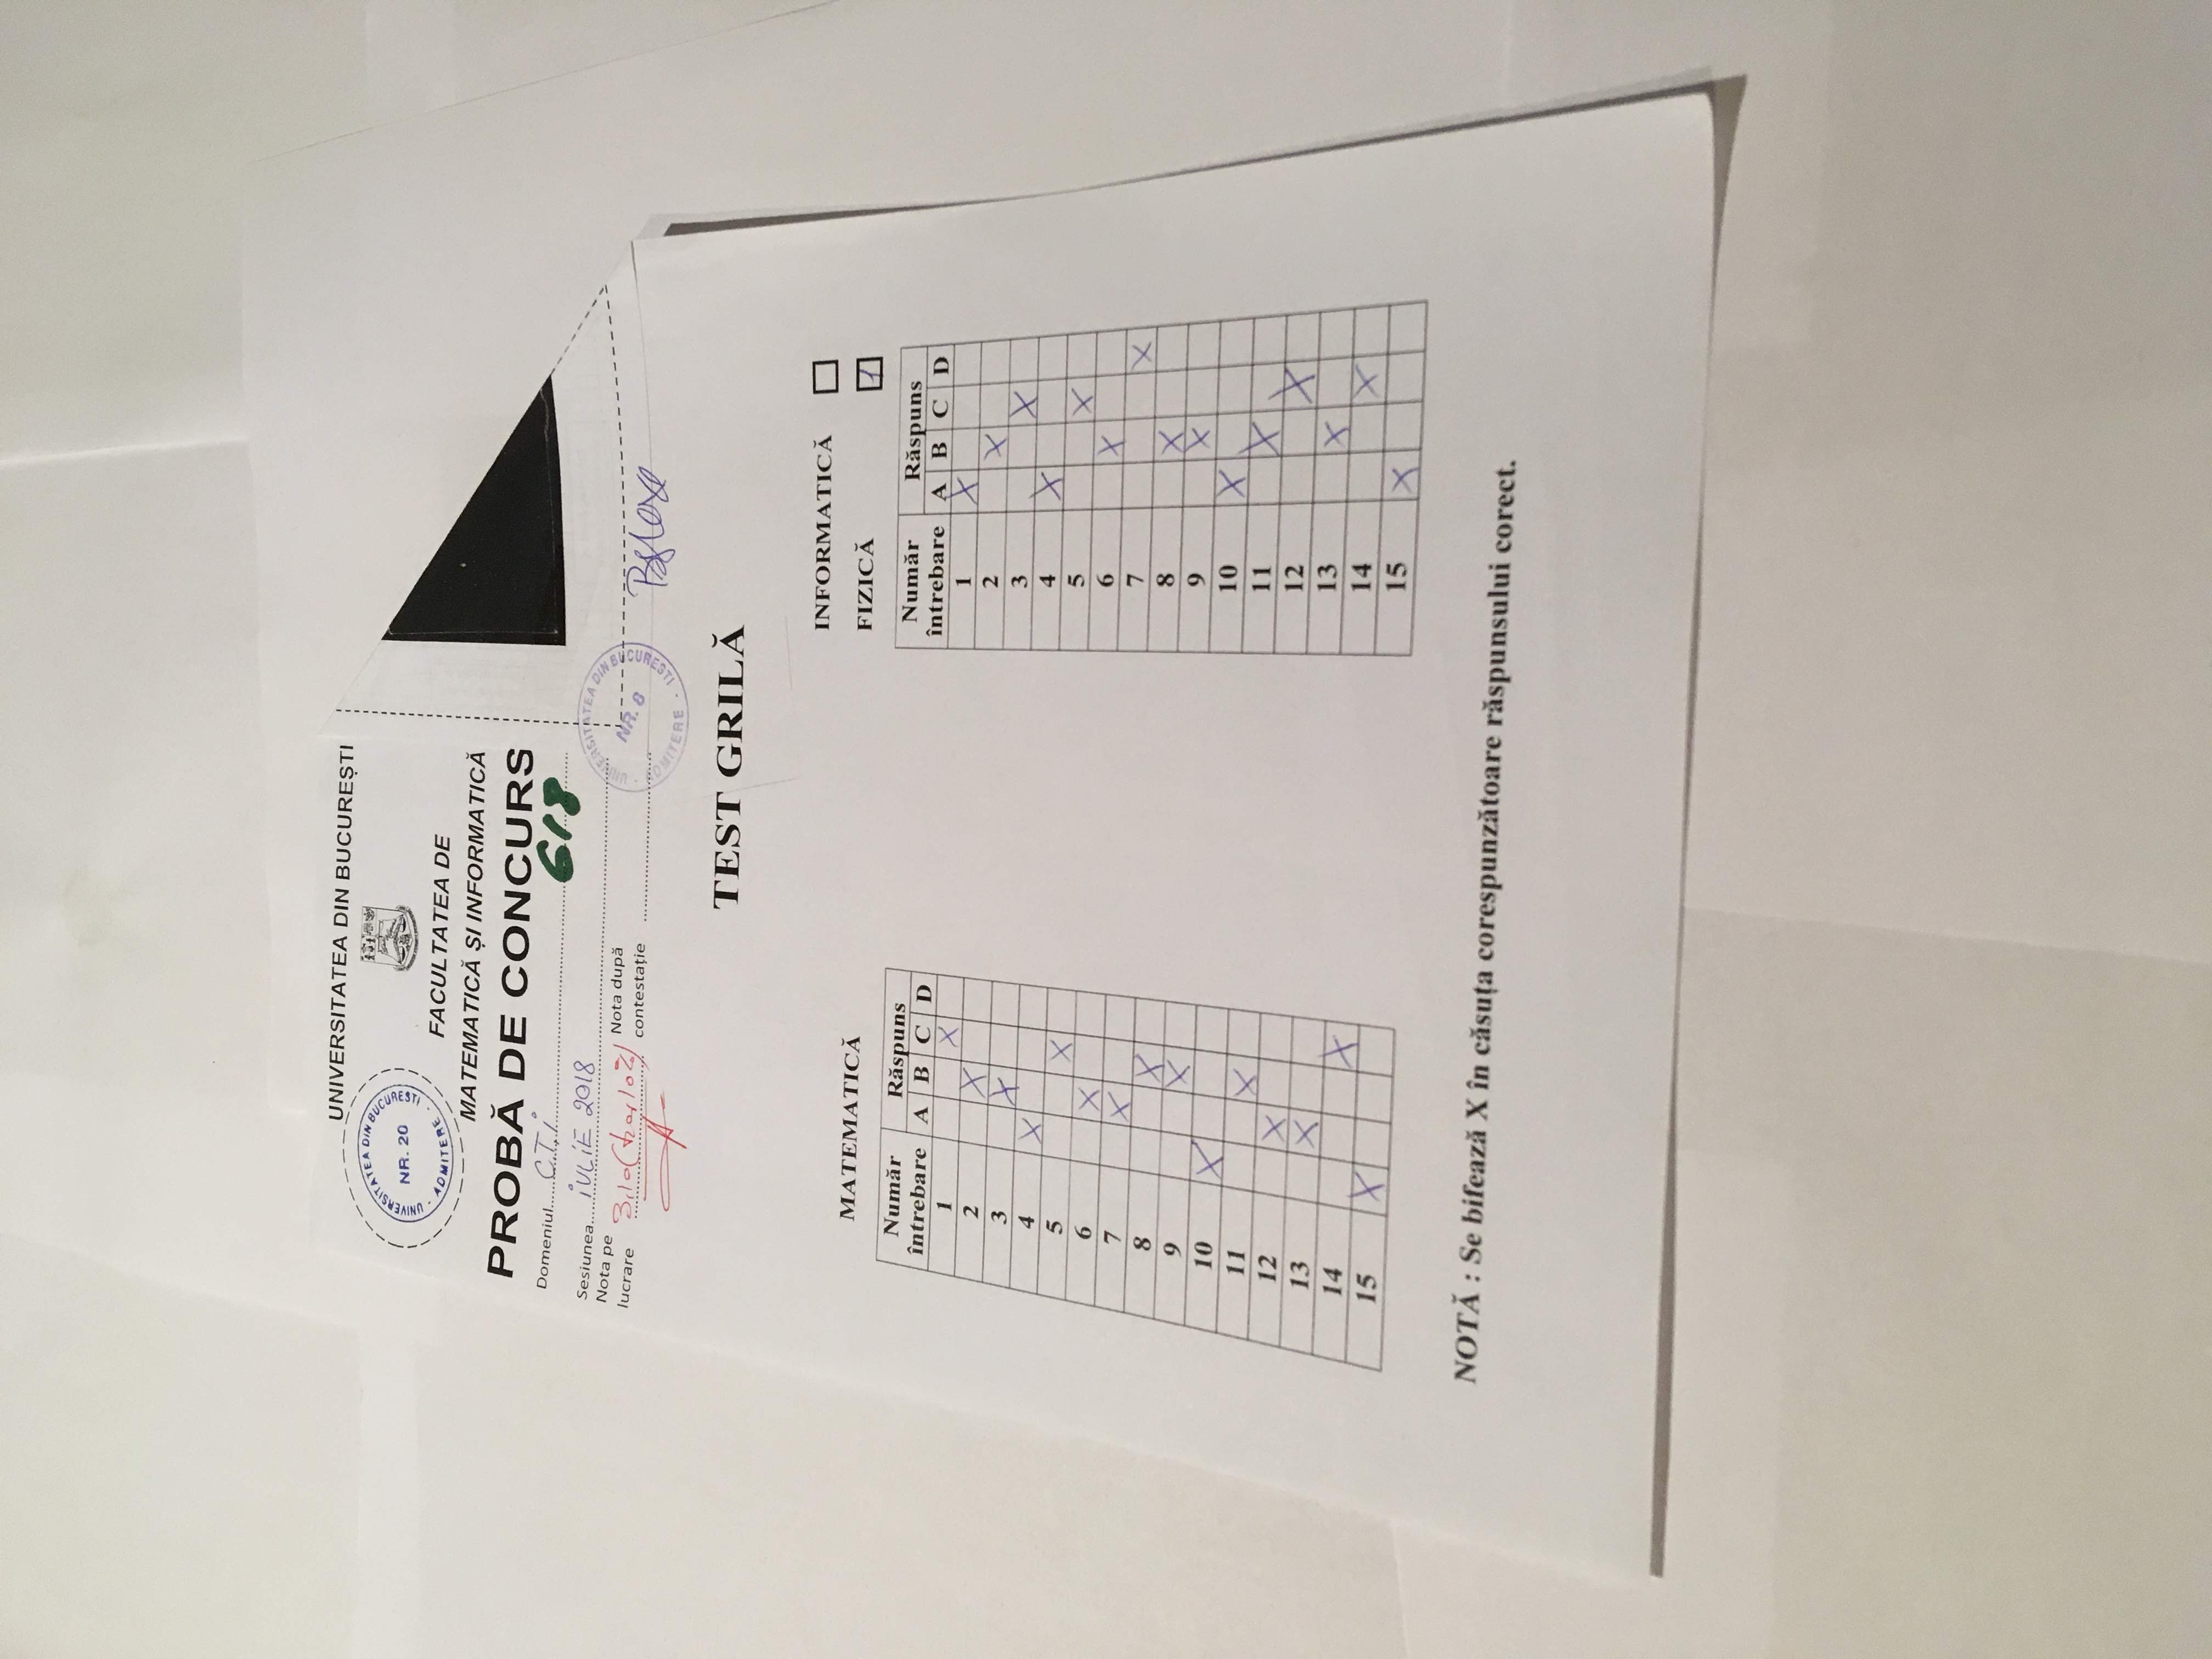 UNIVERSITATEA DIN BUCUREȘTI
UNIVERSITATEA DIN BUCUREȘTI
NR. 20
ADMITERE
FACULTATEA DE
MATEMATICĂ ȘI INFORMATICĂ
PROBĂ DE CONCURS
Domeniul C.T.i 618
Sesiunea iULiE 2018
Nota pe lucrare 3,10 (trei 10%)
Nota după contestație
UNIVERSITATEA DIN BUCUREȘTI
NR. 8
ADMITERE
TEST GRILĂ
MATEMATICĂ
Număr întrebare Răspuns
A B C D
1 X
2 X
3 X
4 X
5 X
6 X
7 X
8 X
9 X
10 X
11 X
12 X
13 X
14 X
15 X
INFORMATICĂ
FIZICĂ 1
Număr întrebare Răspuns
A B C D
1 X
2 X
3 X
4 X
5 X
6 X
7 X
8 X
9 X
10 X
11 X
12 X
13 X
14 X
15 X
NOTĂ : Se bifează X în căsuța corespunzătoare răspunsului corect.